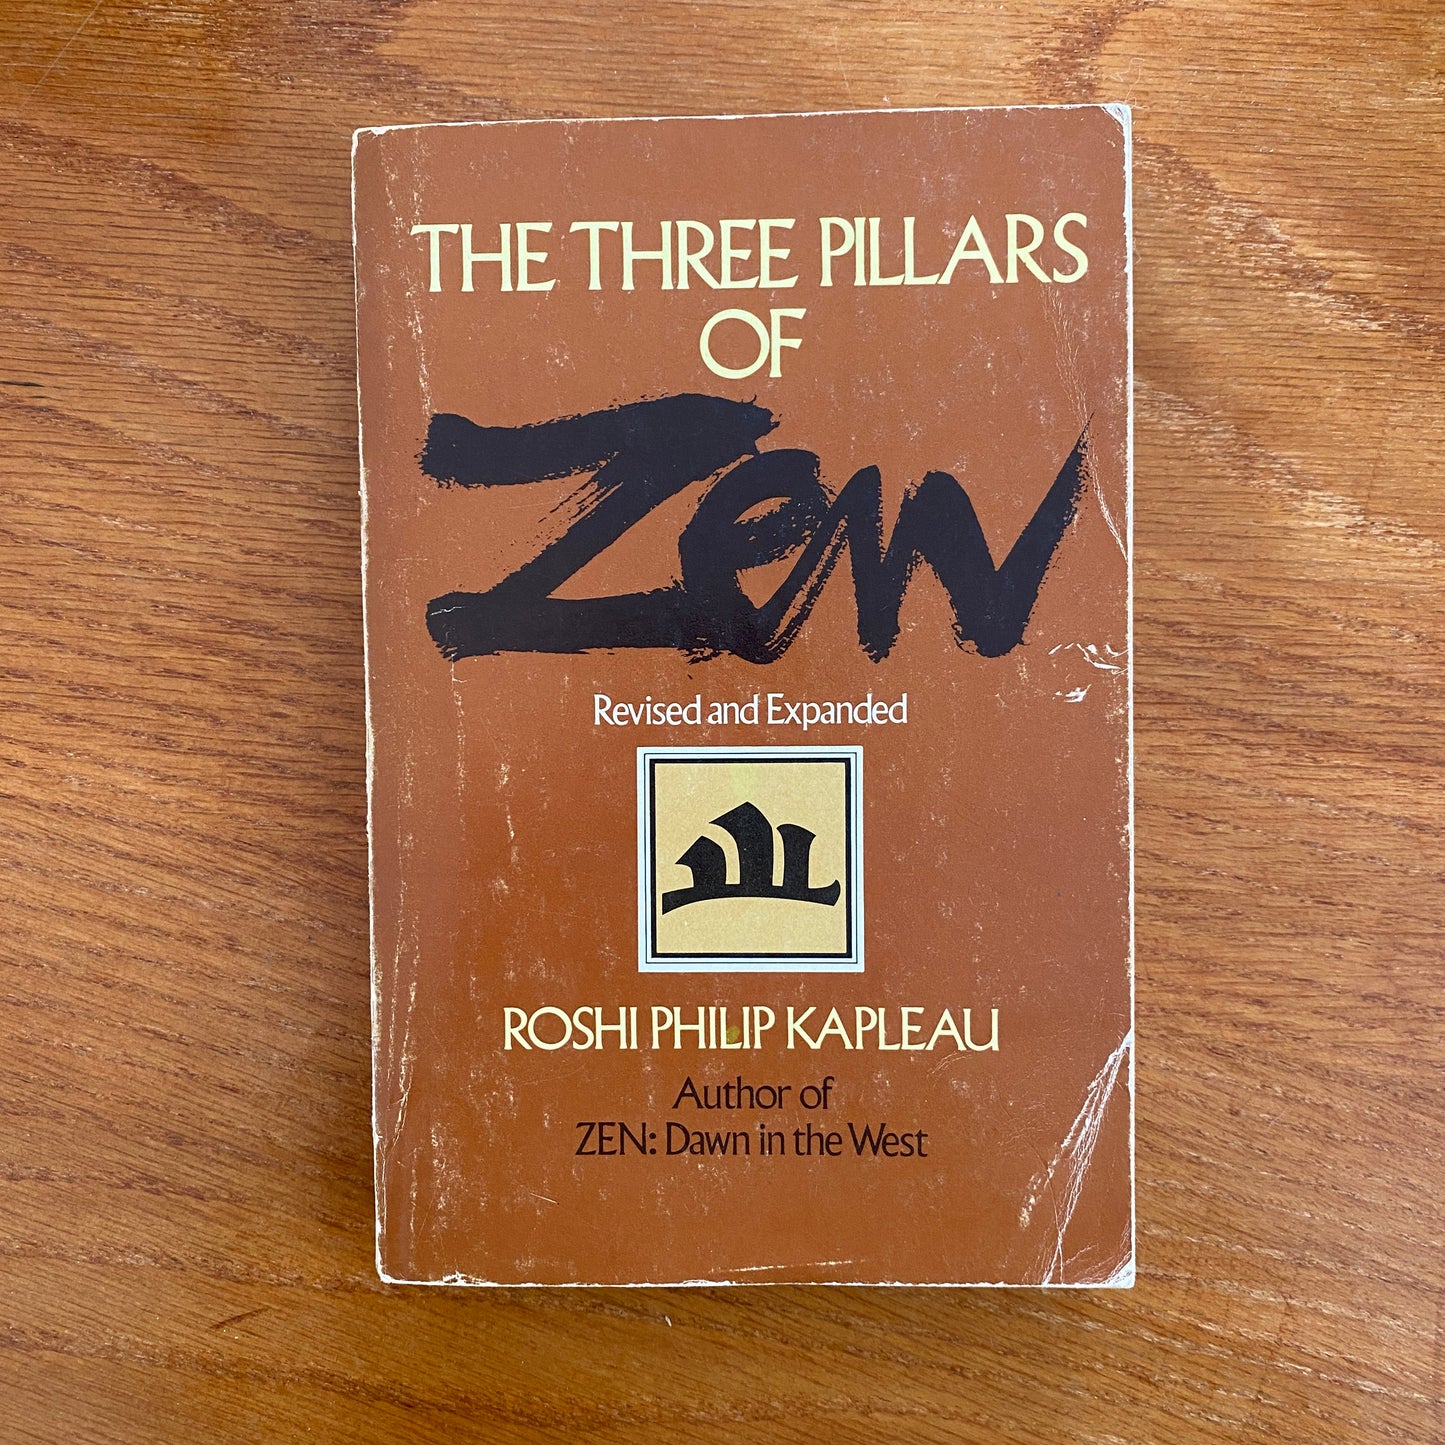 THE THREE PILLARS
OF
Zen
Revised and Expanded
ROSHI PHILIP KAPLEAU
Author of
ZEN: Dawn in the West